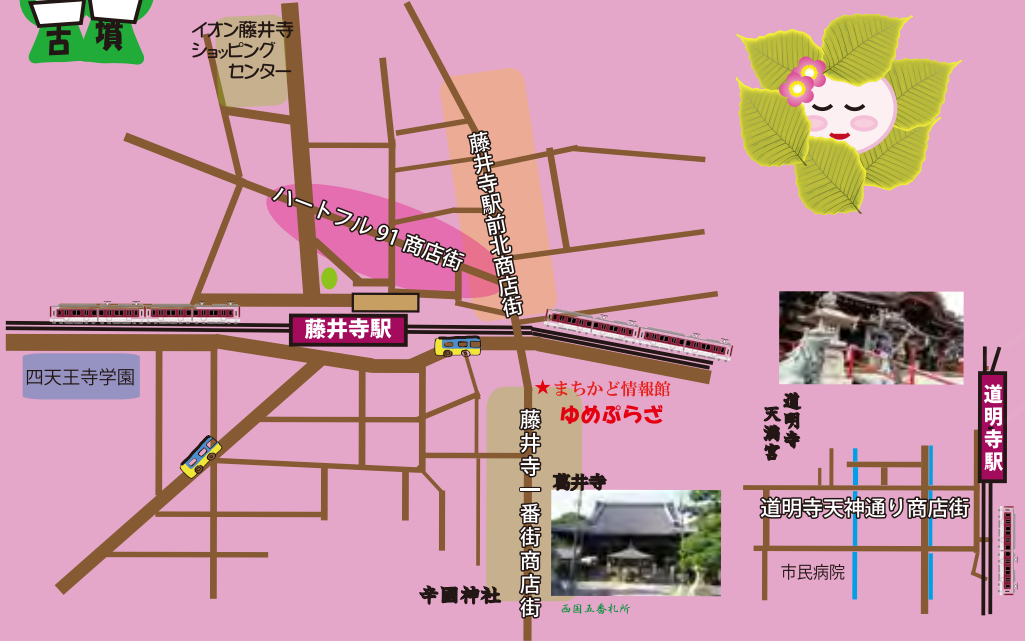 古墳
イオン藤井寺
ショッピング
センター
藤井寺駅前北商店街
ハートフル 91 商店街
藤井寺駅
四天王寺学園
★まちかど情報館
ゆめぷらざ
藤井寺一番街商店街
葛井寺
西国五番札所
辛國神社
道明寺
天満宮
道明寺駅
道明寺天神通り商店街
市民病院